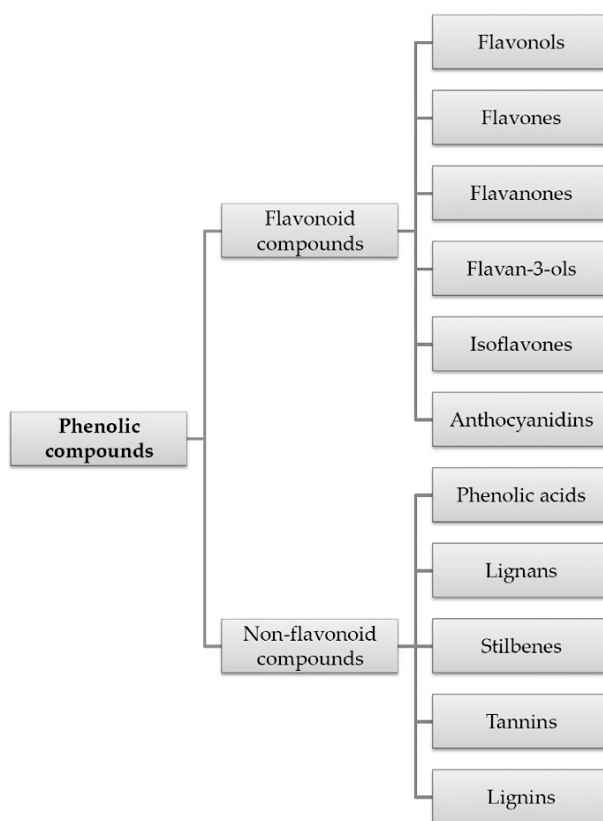 Flavonols
Flavones
Flavanones
Flavonoid
compounds
Flavan-3-ols
Isoflavones
Anthocyanidins
Phenolic
compounds
Phenolic acids
Lignans
Non-flavonoid
compounds
Stilbenes
Tannins
Lignins